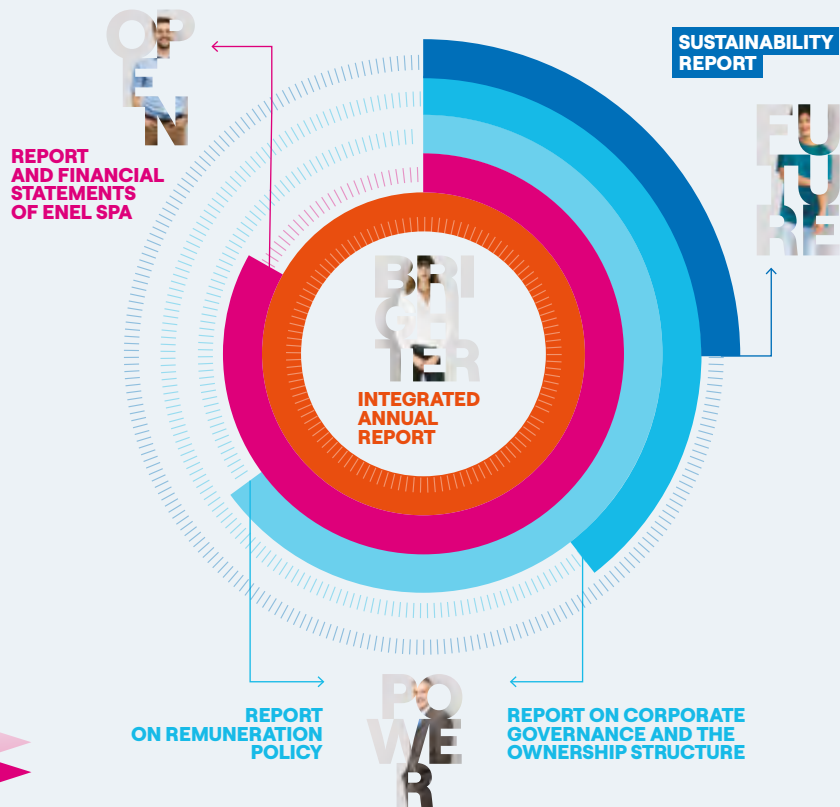 OP
EN
REPORT
AND FINANCIAL
STATEMENTS
OF ENEL SPA
SUSTAINABILITY
REPORT
FU
TU
RE
BRI
GH
TER
INTEGRATED
ANNUAL
REPORT
PO
WE
R
REPORT
ON REMUNERATION
POLICY
REPORT ON CORPORATE
GOVERNANCE AND THE
OWNERSHIP STRUCTURE